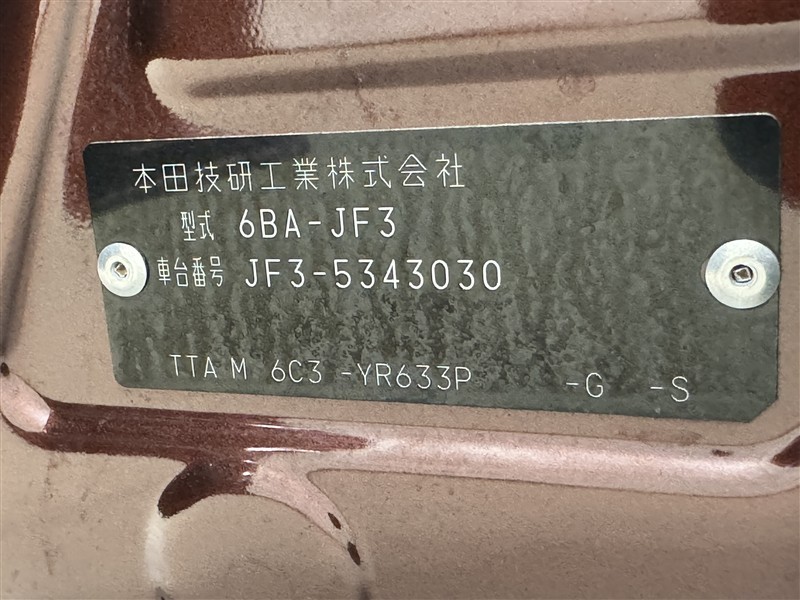 本田技研工業株式会社
型式 6BA-JF3
車台番号 JF3-5343030
TTA M 6C3 -YR633P -G -S